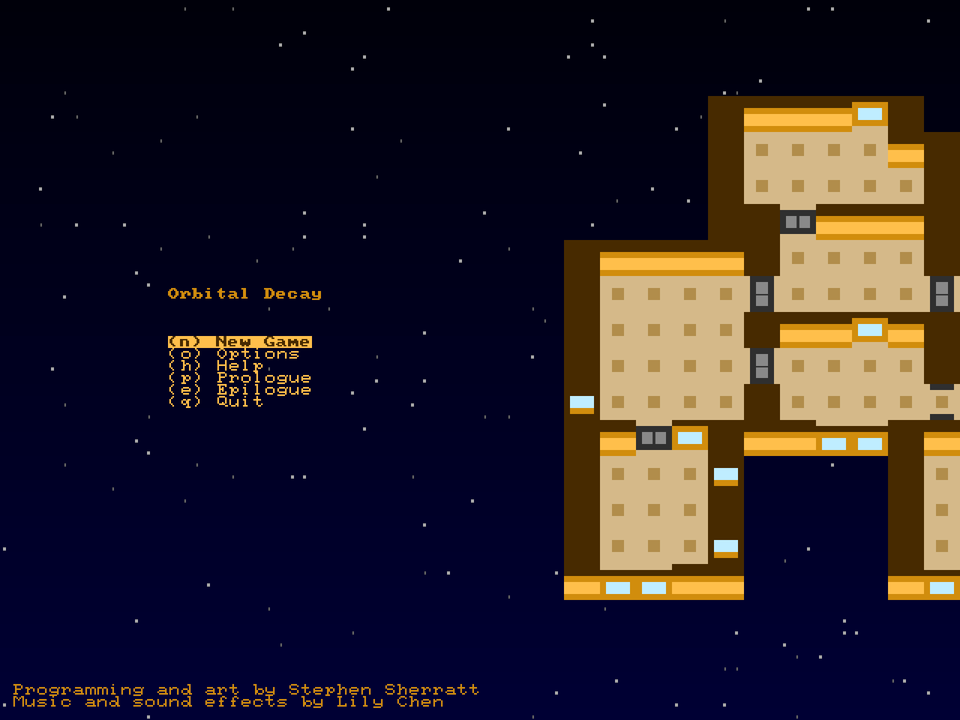 Orbital Decay
(n) New Game
(o) Options
(h) Help
(p) Prologue
(e) Epilogue
(q) Quit
Programming and art by Stephen Sherratt
Music and sound effects by Lily Chen